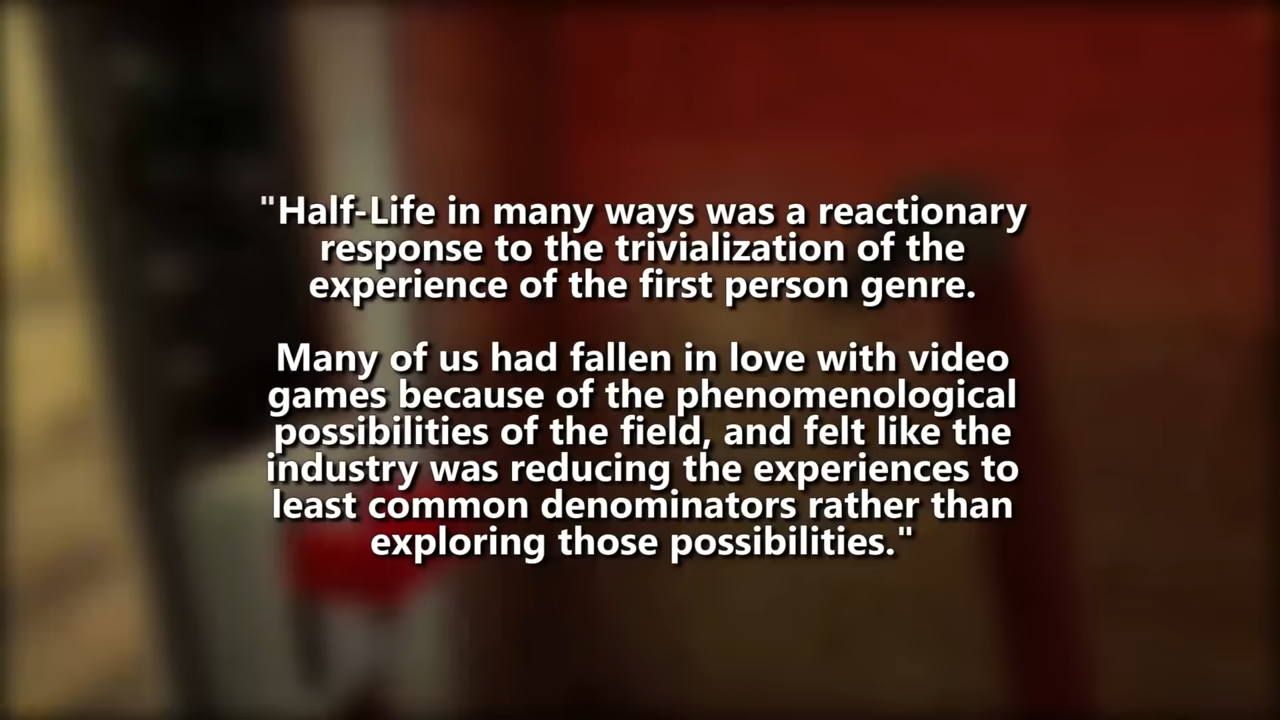 "Half-Life in many ways was a reactionary
response to the trivialization of the
experience of the first person genre.
Many of us had fallen in love with video
games because of the phenomenological
possibilities of the field, and felt like the
industry was reducing the experiences to
least common denominators rather than
exploring those possibilities."